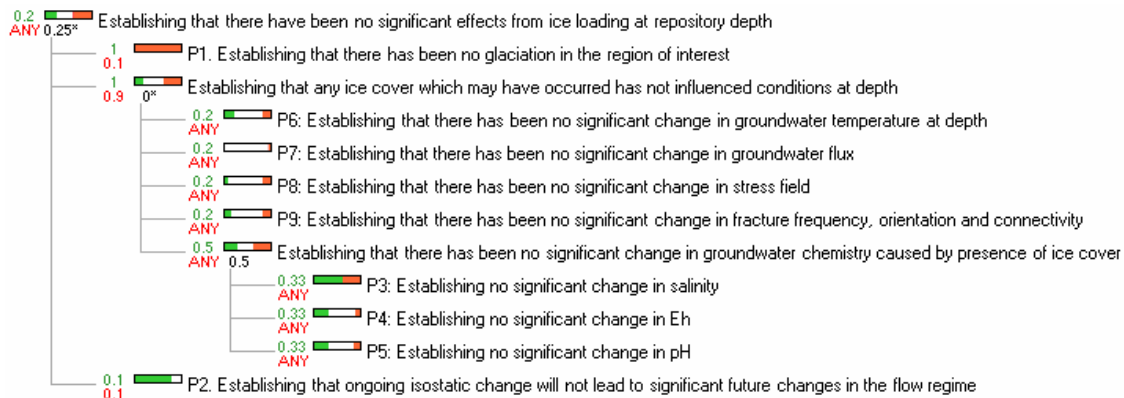 0.2 Establishing that there have been no significant effects from ice loading at repository depth
ANY 0.25*
1 P1. Establishing that there has been no glaciation in the region of interest
0.1
1 Establishing that any ice cover which may have occurred has not influenced conditions at depth
0.9 0*
0.2 P6: Establishing that there has been no significant change in groundwater temperature at depth
ANY
0.2 P7: Establishing that there has been no significant change in groundwater flux
ANY
0.2 P8: Establishing that there has been no significant change in stress field
ANY
0.2 P9: Establishing that there has been no significant change in fracture frequency, orientation and connectivity
ANY
0.5 Establishing that there has been no significant change in groundwater chemistry caused by presence of ice cover
ANY 0.5
0.33 P3: Establishing no significant change in salinity
ANY
0.33 P4: Establishing no significant change in Eh
ANY
0.33 P5: Establishing no significant change in pH
ANY
0.1 P2. Establishing that ongoing isostatic change will not lead to significant future changes in the flow regime
0.1